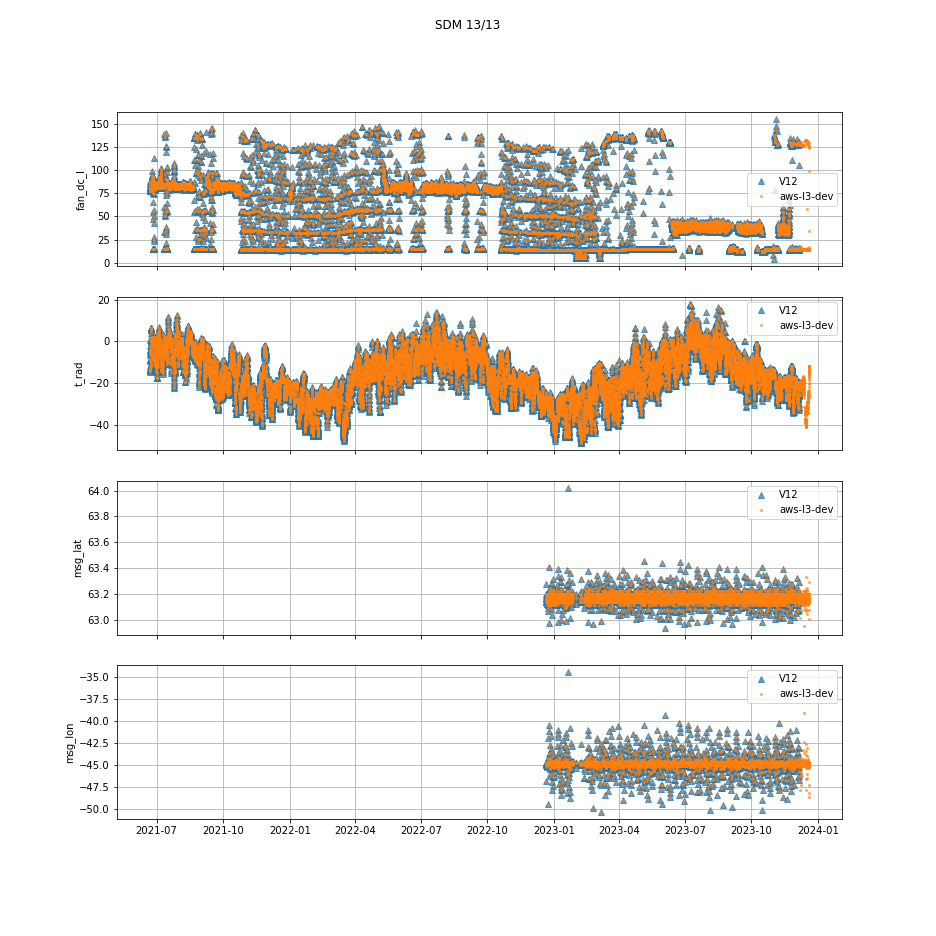 SDM 13/13
150
125
100
75
50
25
0
fan_dc_I
V12
aws-l3-dev
20
0
−20
−40
t_rad
V12
aws-l3-dev
64.0
63.8
63.6
63.4
63.2
63.0
msg_lat
V12
aws-l3-dev
−35.0
−37.5
−40.0
−42.5
−45.0
−47.5
−50.0
msg_lon
V12
aws-l3-dev
2021-07 2021-10 2022-01 2022-04 2022-07 2022-10 2023-01 2023-04 2023-07 2023-10 2024-01